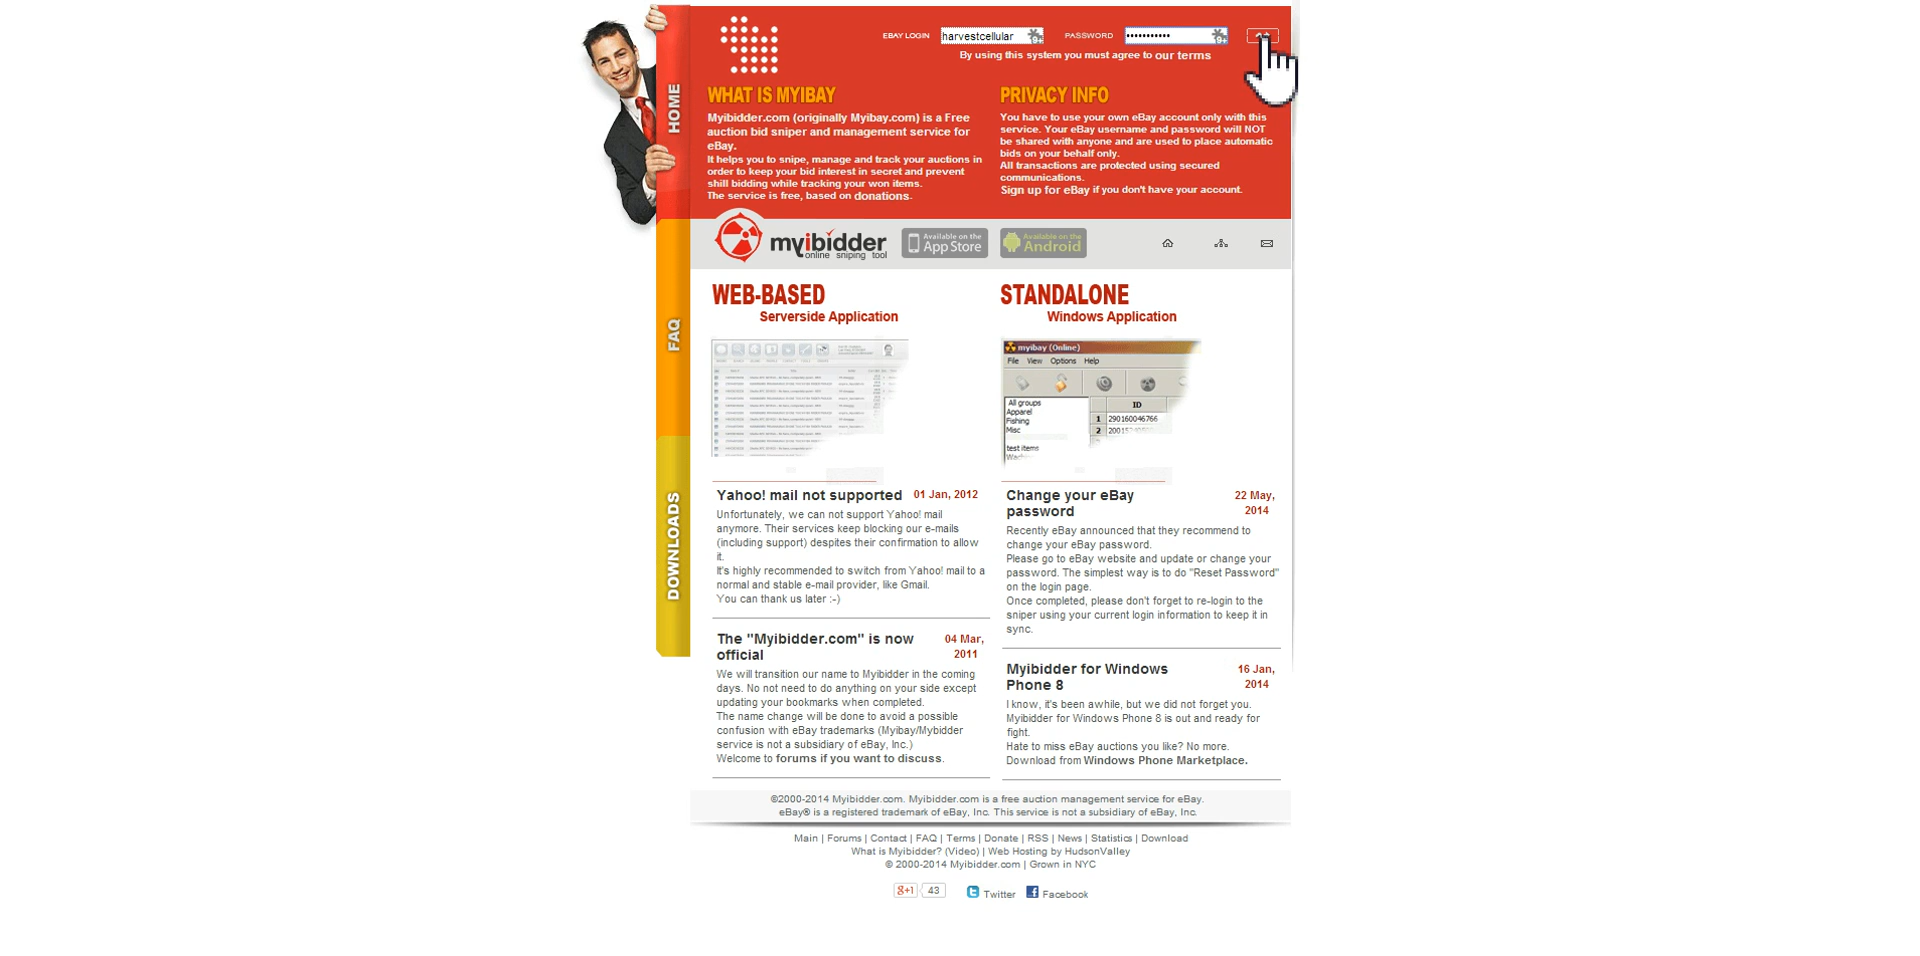 EBAY LOGIN harvestcellular PASSWORD •••••••••••
By using this system you must agree to our terms
HOME
FAQ
DOWNLOADS
WHAT IS MYIBAY
Myibidder.com (originally Myibay.com) is a Free
auction bid sniper and management service for
eBay.
It helps you to snipe, manage and track your auctions in
order to keep your bid interest in secret and prevent
shill bidding while tracking your won items.
The service is free, based on donations.
PRIVACY INFO
You have to use your own eBay account only with this
service. Your eBay username and password will NOT
be shared with anyone and are used to place automatic
bids on your behalf only.
All transactions are protected using secured
communications.
Sign up for eBay if you don't have your account.
myibidder
online sniping tool
Available on the
App Store
Available on the
Android
WEB-BASED
Serverside Application
STANDALONE
Windows Application
myibay (Online)
File View Options Help
All groups
Apparel
Fishing
Misc
test items
ID
1 290160046766
2
Yahoo! mail not supported 01 Jan, 2012
Unfortunately, we can not support Yahoo! mail
anymore. Their services keep blocking our e-mails
(including support) despites their confirmation to allow
it.
It's highly recommended to switch from Yahoo! mail to a
normal and stable e-mail provider, like Gmail.
You can thank us later :-)
The "Myibidder.com" is now
official
04 Mar,
2011
We will transition our name to Myibidder in the coming
days. No not need to do anything on your side except
updating your bookmarks when completed.
The name change will be done to avoid a possible
confusion with eBay trademarks (Myibay/Mybidder
service is not a subsidiary of eBay, Inc.)
Welcome to forums if you want to discuss.
Change your eBay
password
22 May,
2014
Recently eBay announced that they recommend to
change your eBay password.
Please go to eBay website and update or change your
password. The simplest way is to do "Reset Password"
on the login page.
Once completed, please don't forget to re-login to the
sniper using your current login information to keep it in
sync.
Myibidder for Windows
Phone 8
16 Jan,
2014
I know, it's been awhile, but we did not forget you.
Myibidder for Windows Phone 8 is out and ready for
fight.
Hate to miss eBay auctions you like? No more.
Download from Windows Phone Marketplace.
©2000-2014 Myibidder.com. Myibidder.com is a free auction management service for eBay.
eBay® is a registered trademark of eBay, Inc. This service is not a subsidiary of eBay, Inc.
Main | Forums | Contact | FAQ | Terms | Donate | RSS | News | Statistics | Download
What is Myibidder? (Video) | Web Hosting by HudsonValley
© 2000-2014 Myibidder.com | Grown in NYC
g+1 43 Twitter Facebook